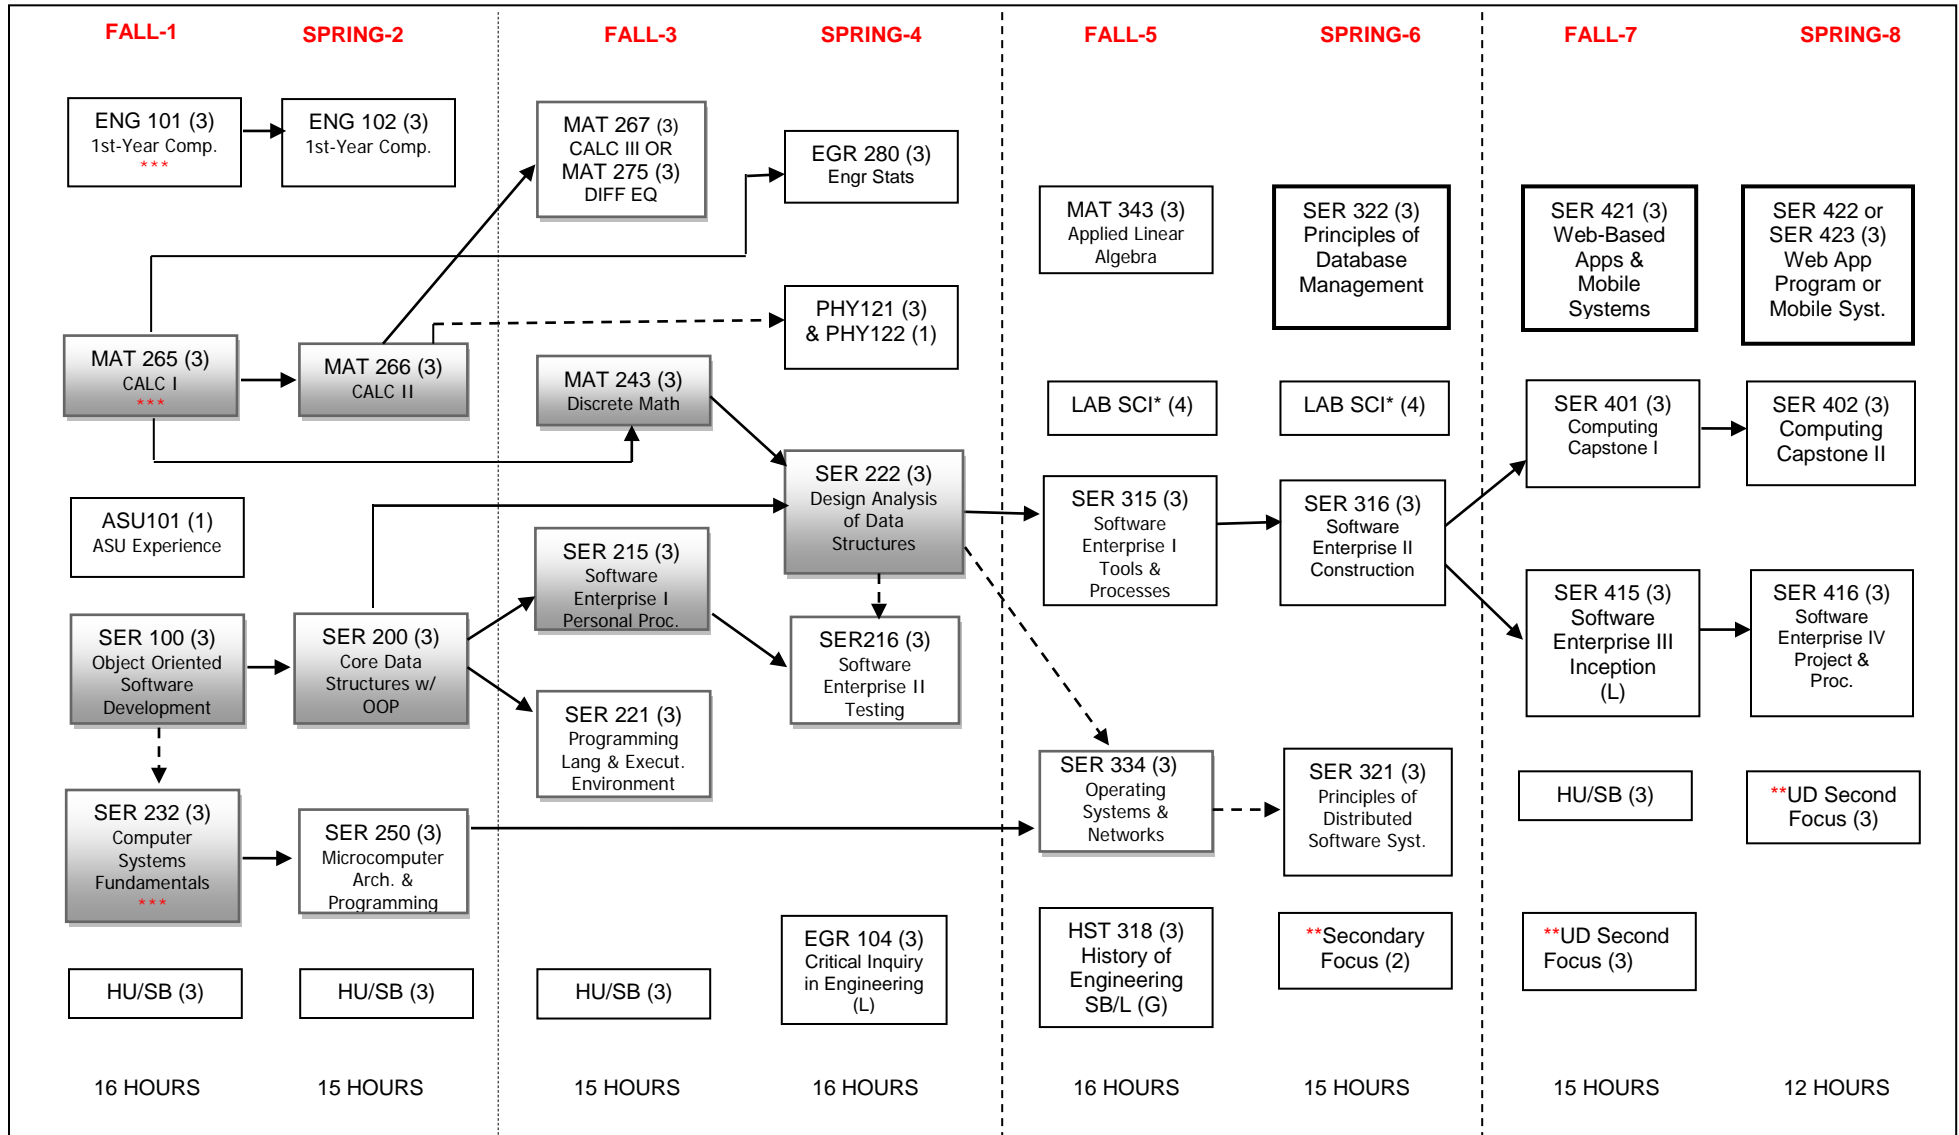 FALL-1
SPRING-2
FALL-3
SPRING-4
FALL-5
SPRING-6
FALL-7
SPRING-8
ENG 101 (3)
1st-Year Comp.
***
MAT 265 (3)
CALC I
***
ASU101 (1)
ASU Experience
SER 100 (3)
Object Oriented
Software
Development
SER 232 (3)
Computer
Systems
Fundamentals
***
HU/SB (3)
16 HOURS
ENG 102 (3)
1st-Year Comp.
MAT 266 (3)
CALC II
SER 200 (3)
Core Data
Structures w/
OOP
SER 250 (3)
Microcomputer
Arch. &
Programming
HU/SB (3)
15 HOURS
MAT 267 (3)
CALC III OR
MAT 275 (3)
DIFF EQ
MAT 243 (3)
Discrete Math
SER 215 (3)
Software
Enterprise I
Personal Proc.
SER 221 (3)
Programming
Lang & Execut.
Environment
HU/SB (3)
15 HOURS
EGR 280 (3)
Engr Stats
PHY121 (3)
& PHY122 (1)
SER 222 (3)
Design Analysis
of Data
Structures
SER216 (3)
Software
Enterprise II
Testing
EGR 104 (3)
Critical Inquiry
in Engineering
(L)
16 HOURS
MAT 343 (3)
Applied Linear
Algebra
LAB SCI* (4)
SER 315 (3)
Software
Enterprise I
Tools &
Processes
SER 334 (3)
Operating
Systems &
Networks
HST 318 (3)
History of
Engineering
SB/L (G)
16 HOURS
SER 322 (3)
Principles of
Database
Management
LAB SCI* (4)
SER 316 (3)
Software
Enterprise II
Construction
SER 321 (3)
Principles of
Distributed
Software Syst.
**Secondary
Focus (2)
15 HOURS
SER 421 (3)
Web-Based
Apps &
Mobile
Systems
SER 401 (3)
Computing
Capstone I
SER 415 (3)
Software
Enterprise III
Inception
(L)
HU/SB (3)
**UD Second
Focus (3)
15 HOURS
SER 422 or
SER 423 (3)
Web App
Program or
Mobile Syst.
SER 402 (3)
Computing
Capstone II
SER 416 (3)
Software
Enterprise IV
Project &
Proc.
**UD Second
Focus (3)
12 HOURS